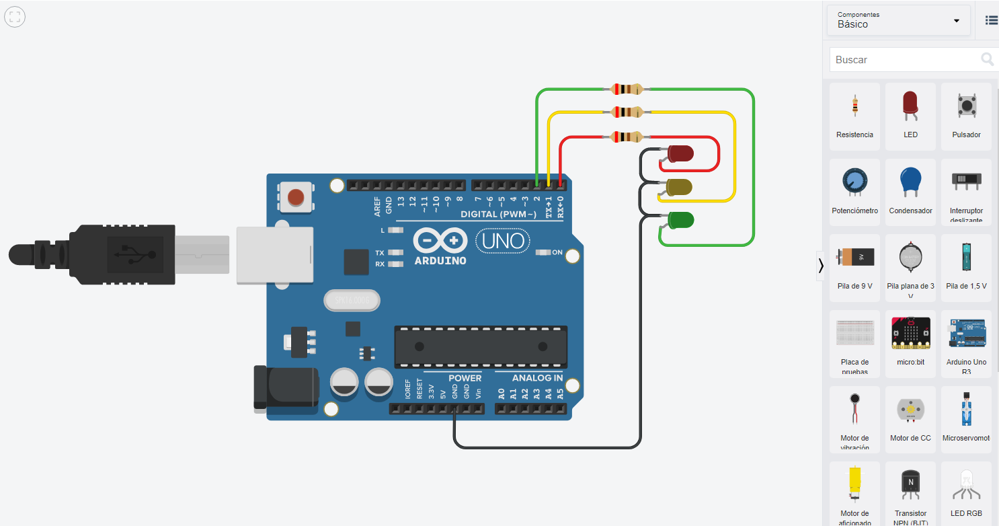 Componentes
Básico
Buscar
Resistencia
LED
Pulsador
Potenciómetro
Condensador
Interruptor
deslizante
9V
Pila de 9 V
Pila plana de 3
V
Pila de 1,5 V
Placa de
pruebas
micro:bit
Arduino Uno
R3
Motor de
vibración
Motor de CC
Microservomot
Motor de
aficionado
N
Transistor
NPN (BJT)
LED RGB
AREF
GND
13
12
~11
~10
~9
8
7
~6
~5
4
~3
2
TX→1
RX←0
DIGITAL (PWM~)
L
TX
RX
UNO
ARDUINO
ON
SPK16.000G
POWER
ANALOG IN
IOREF
RESET
3.3V
5V
GND
GND
Vin
A0
A1
A2
A3
A4
A5